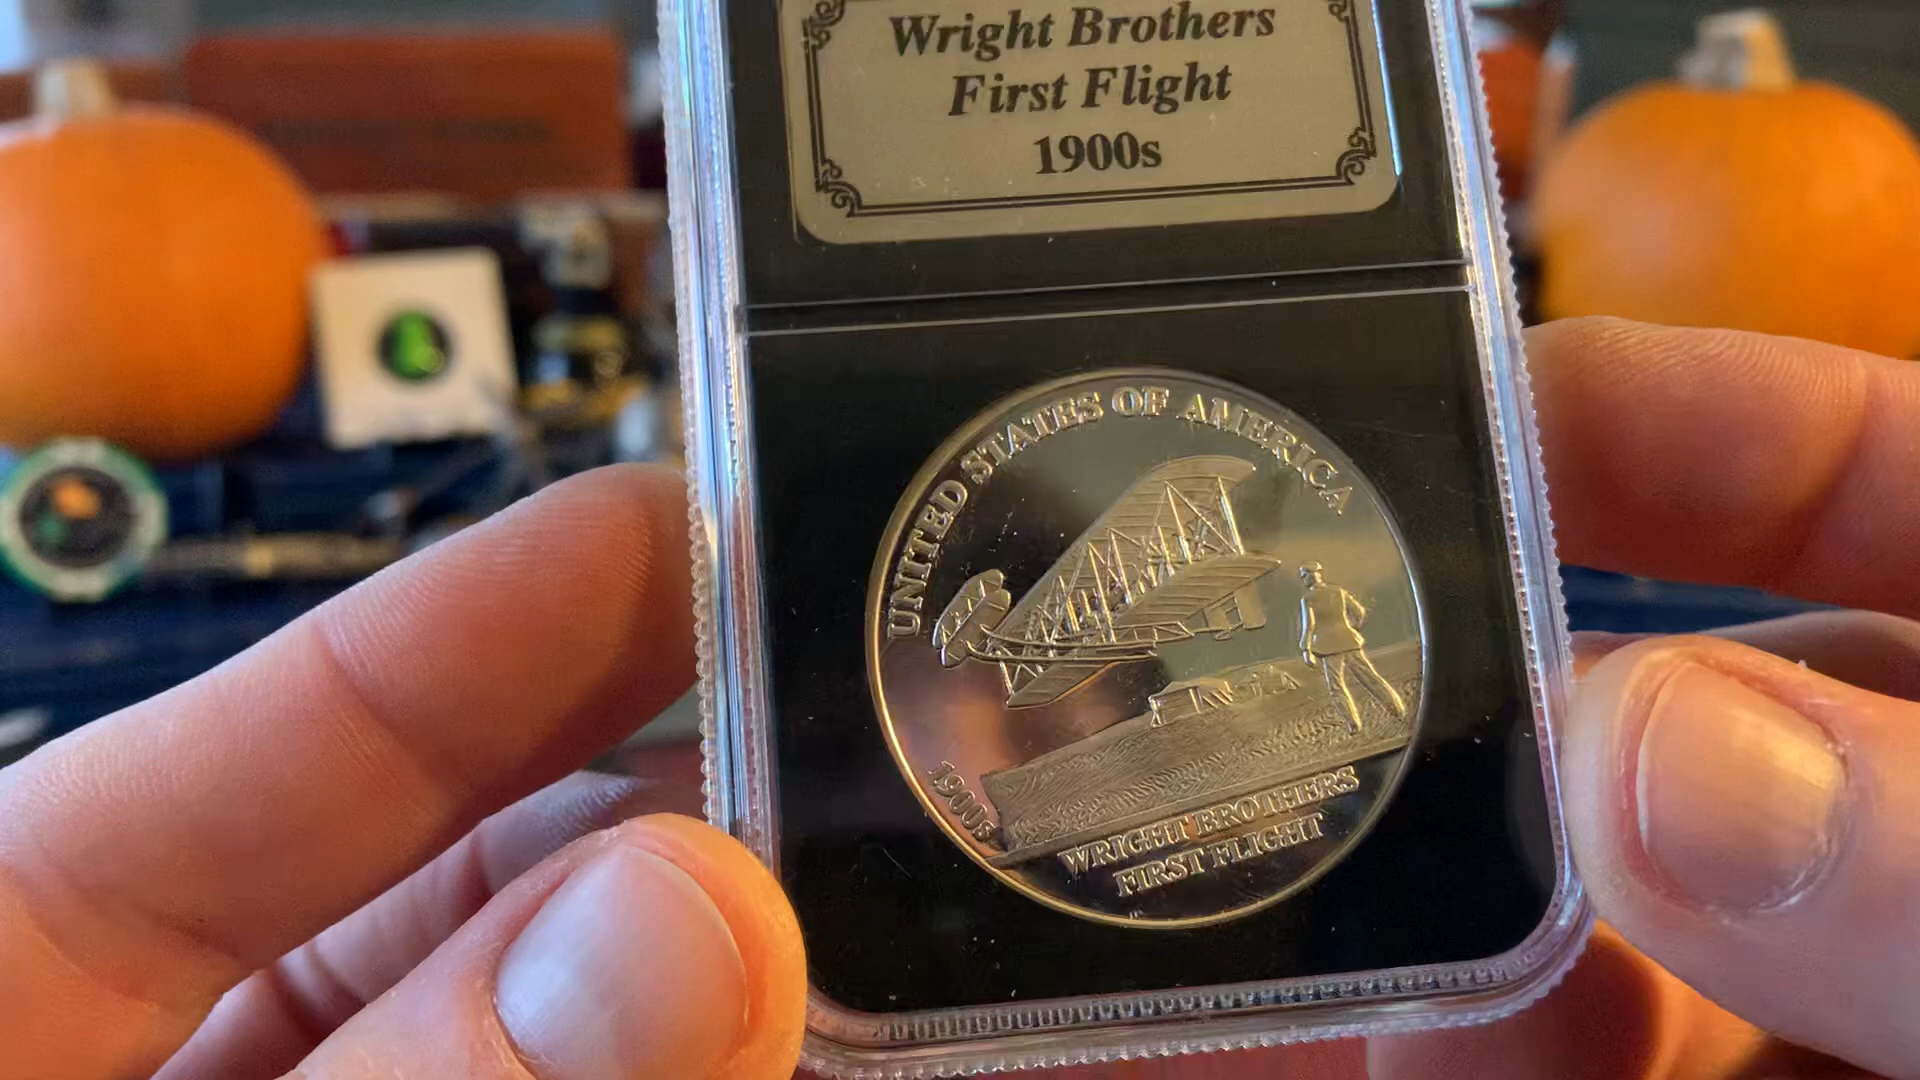 Wright Brothers
First Flight
1900s
UNITED STATES OF AMERICA
1900s
WRIGHT BROTHERS
FIRST FLIGHT